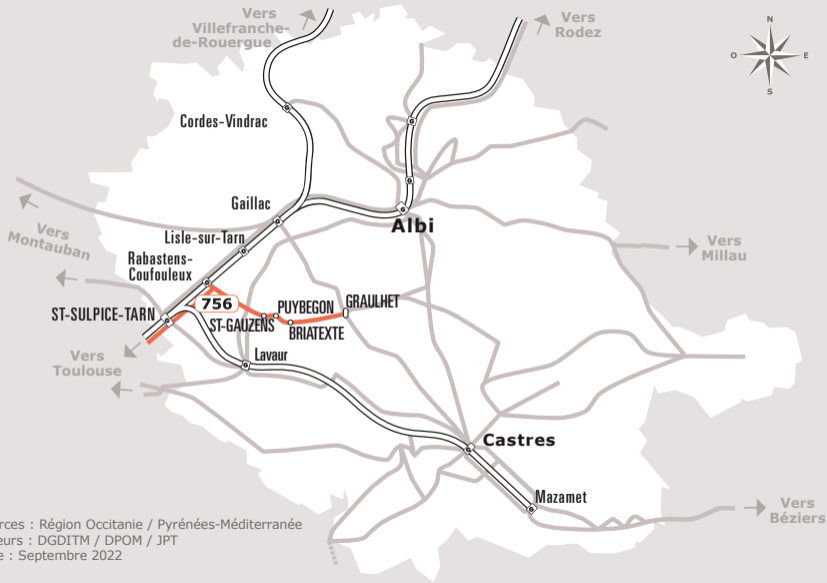 Vers
Villefranche-
de-Rouergue
Vers
Rodez
N
O
E
S
Cordes-Vindrac
G
G
G
Gaillac
G
G
Albi
Vers
Montauban
Lisle-sur-Tarn
G
Vers
Millau
Rabastens-
Coufouleux
G
756
PUYBEGON
GRAULHET
ST-SULPICE-TARN
G
ST-GAUZENS
BRIATEXTE
Vers
Toulouse
Lavaur
G
Castres
G
Mazamet
G
Vers
Béziers
rces : Région Occitanie / Pyrénées-Méditerranée
eurs : DGDITM / DPOM / JPT
e : Septembre 2022